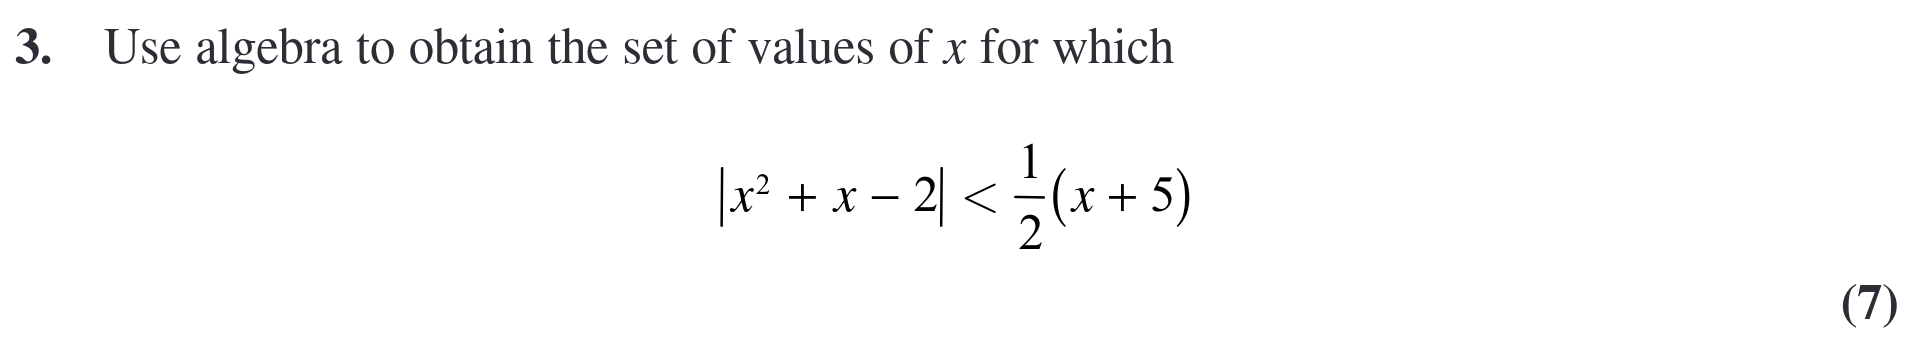 3. Use algebra to obtain the set of values of x for which
|x² + x − 2| < 1/2 (x + 5)
(7)